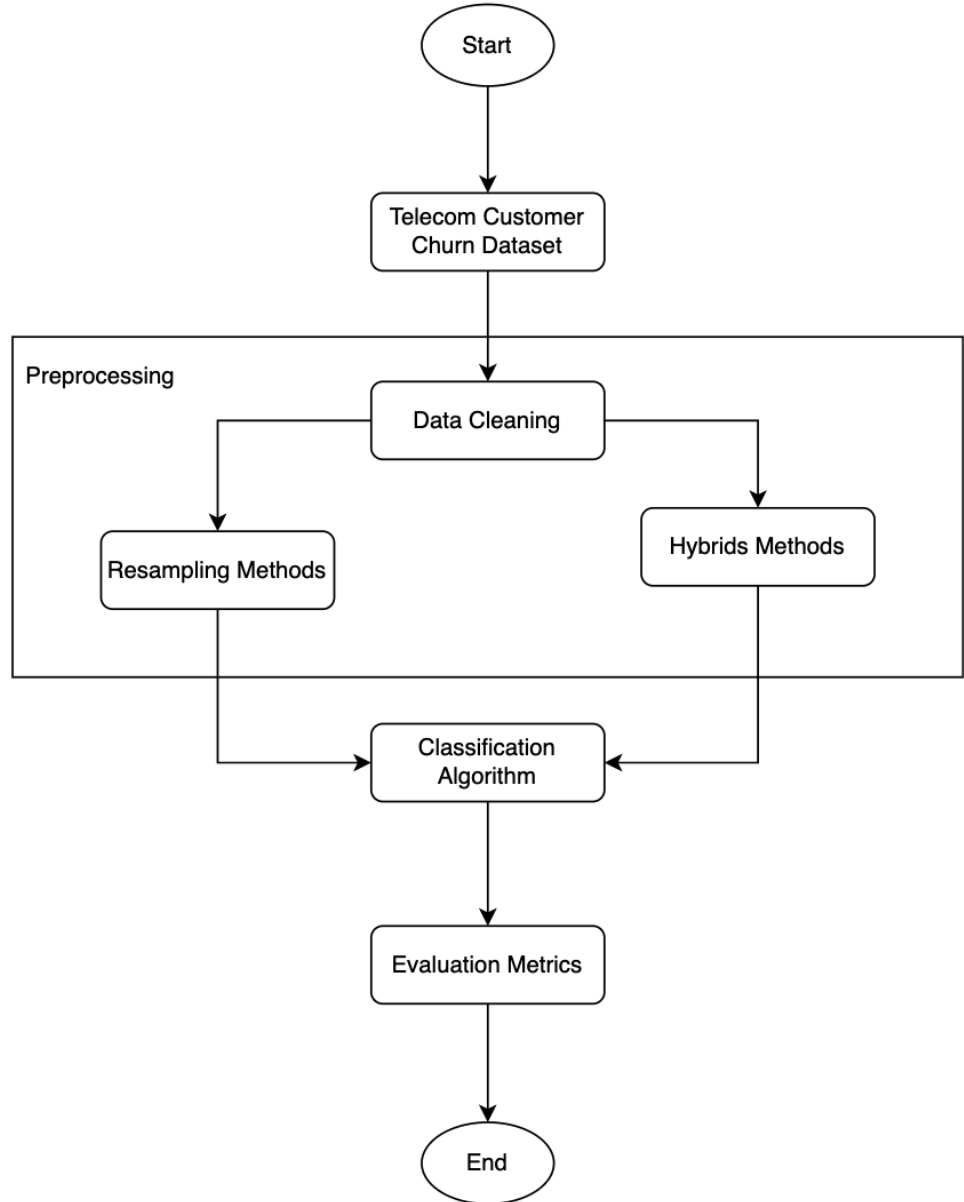 Start
Telecom Customer
Churn Dataset
Preprocessing
Data Cleaning
Resampling Methods
Hybrids Methods
Classification
Algorithm
Evaluation Metrics
End